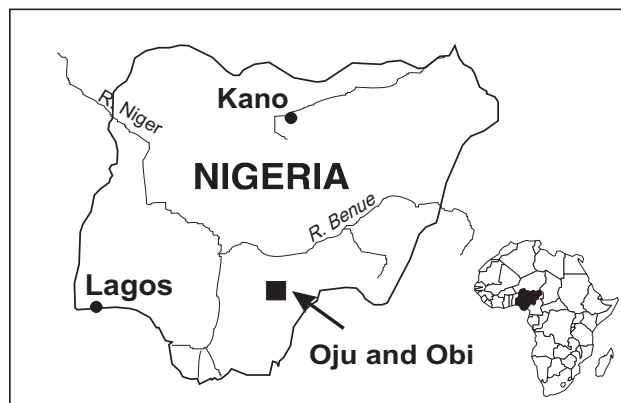 R. Niger
Kano
NIGERIA
R. Benue
Lagos
Oju and Obi